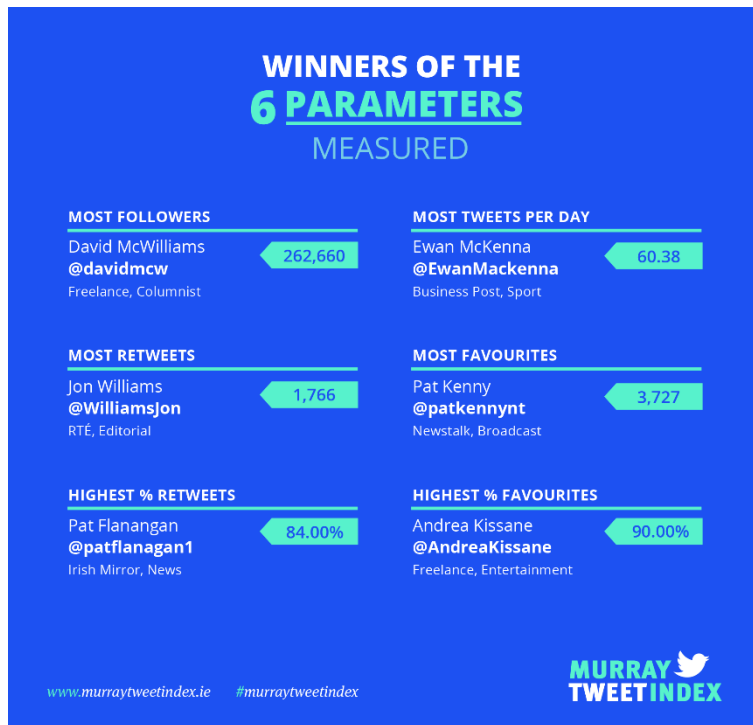 WINNERS OF THE
6 PARAMETERS
MEASURED
MOST FOLLOWERS
David McWilliams
@davidmcw
Freelance, Columnist
262,660
MOST TWEETS PER DAY
Ewan McKenna
@EwanMackenna
Business Post, Sport
60.38
MOST RETWEETS
Jon Williams
@WilliamsJon
RTÉ, Editorial
1,766
MOST FAVOURITES
Pat Kenny
@patkennynt
Newstalk, Broadcast
3,727
HIGHEST % RETWEETS
Pat Flanangan
@patflanagan1
Irish Mirror, News
84.00%
HIGHEST % FAVOURITES
Andrea Kissane
@AndreaKissane
Freelance, Entertainment
90.00%
www.murraytweetindex.ie #murraytweetindex
MURRAY
TWEETINDEX